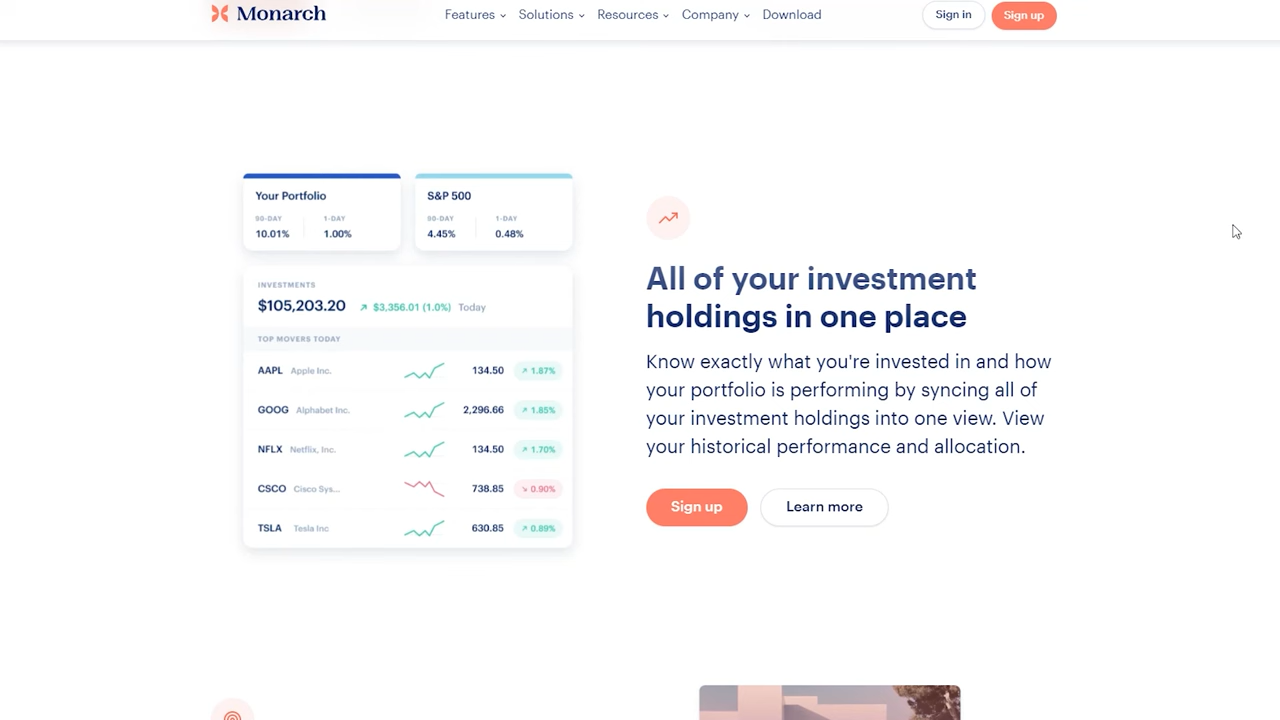 Monarch
Features
Solutions
Resources
Company
Download
Sign in
Sign up
Your Portfolio
90-DAY 1-DAY
10.01% 1.00%
S&P 500
90-DAY 1-DAY
4.45% 0.48%
INVESTMENTS
$105,203.20 $3,356.01 (1.0%) Today
TOP MOVERS TODAY
AAPL Apple Inc. 134.50 1.87%
GOOG Alphabet Inc. 2,296.66 1.85%
NFLX Netflix, Inc. 134.50 1.70%
CSCO Cisco Sys... 738.85 0.90%
TSLA Tesla Inc 630.85 0.89%
All of your investment
holdings in one place
Know exactly what you're invested in and how
your portfolio is performing by syncing all of
your investment holdings into one view. View
your historical performance and allocation.
Sign up
Learn more